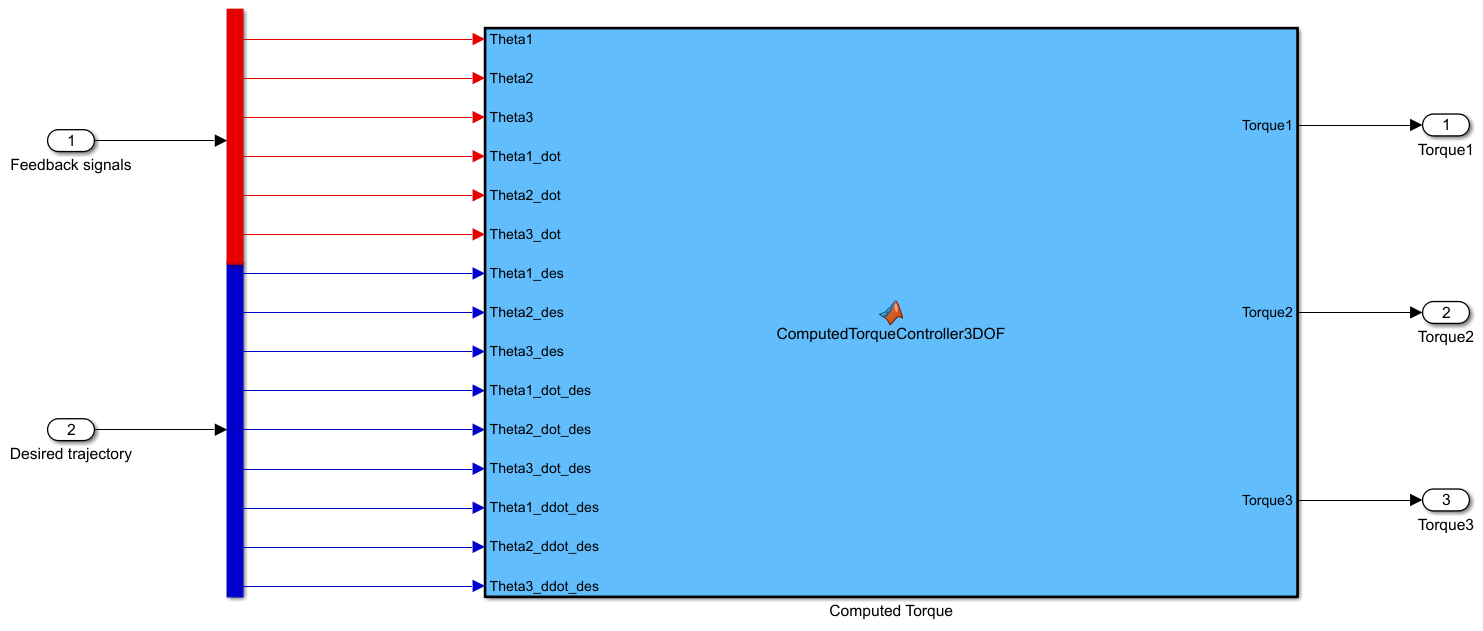 1
Feedback signals
2
Desired trajectory
Theta1
Theta2
Theta3
Theta1_dot
Theta2_dot
Theta3_dot
Theta1_des
Theta2_des
Theta3_des
Theta1_dot_des
Theta2_dot_des
Theta3_dot_des
Theta1_ddot_des
Theta2_ddot_des
Theta3_ddot_des
ComputedTorqueController3DOF
Torque1
Torque2
Torque3
Computed Torque
1
Torque1
2
Torque2
3
Torque3